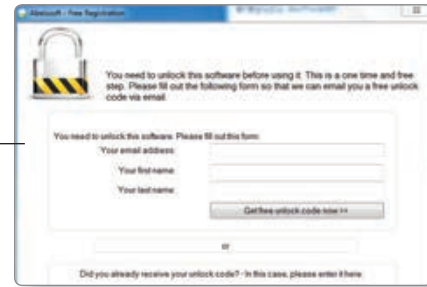 Abelssoft - Free Registration
You need to unlock this software before using it. This is a one time and free
step. Please fill out the following form so that we can email you a free unlock
code via email.
You need to unlock this software. Please fill out this form:
Your email address:
Your first name:
Your last name:
Get free unlock code now >>
or
Did you already receive your unlock code? - In this case, please enter it here